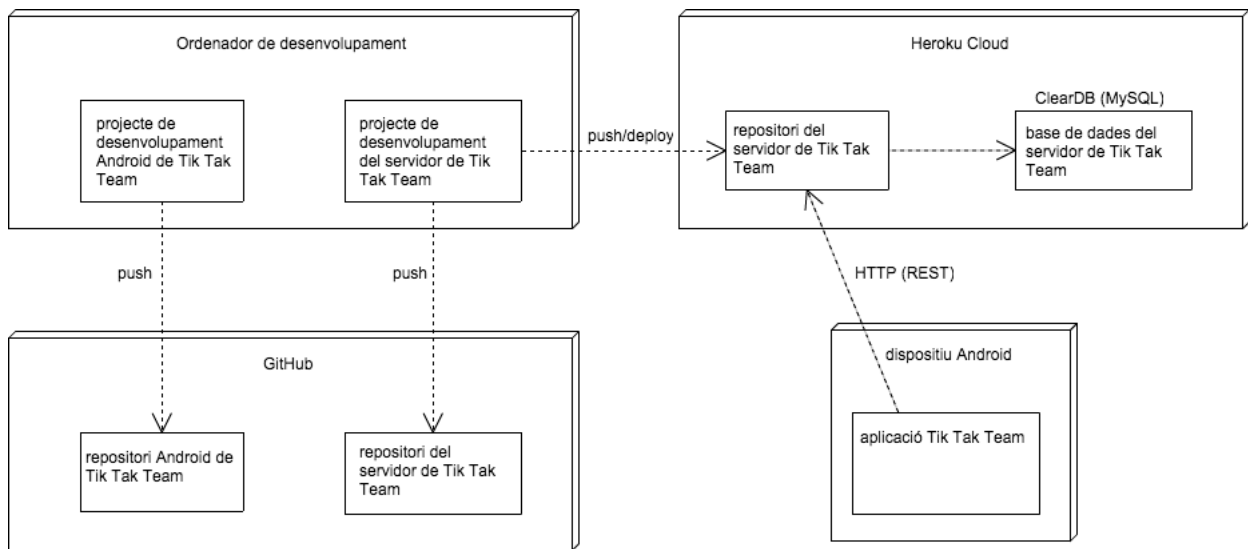 Ordenador de desenvolupament
Heroku Cloud
projecte de
desenvolupament
Android de Tik Tak
Team
projecte de
desenvolupament
del servidor de Tik
Tak Team
push/deploy
repositori del
servidor de Tik Tak
Team
ClearDB (MySQL)
base de dades del
servidor de Tik Tak
Team
push
push
HTTP (REST)
GitHub
dispositiu Android
repositori Android de
Tik Tak Team
repositori del
servidor de Tik Tak
Team
aplicació Tik Tak Team